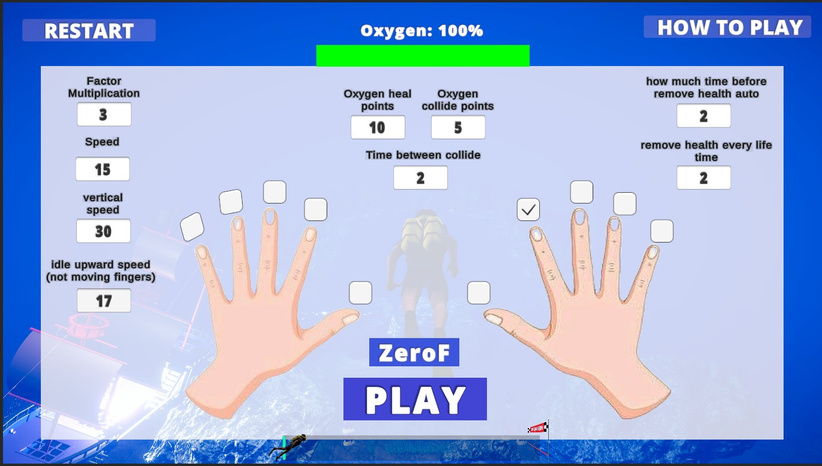 RESTART
Oxygen: 100%
HOW TO PLAY
Factor
Multiplication
3
Speed
15
vertical
speed
30
idle upward speed
(not moving fingers)
17
Oxygen heal
points
10
Oxygen
collide points
5
Time between collide
2
how much time before
remove health auto
2
remove health every life
time
2
ZeroF
PLAY